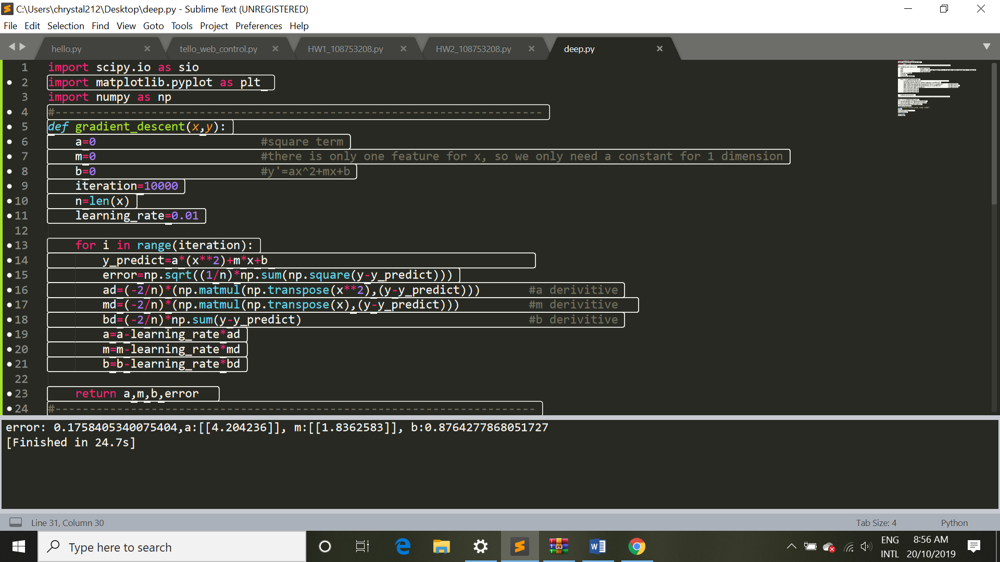 C:\Users\chrystal212\Desktop\deep.py - Sublime Text (UNREGISTERED)
File Edit Selection Find View Goto Tools Project Preferences Help
hello.py tello_web_control.py HW1_108753208.py HW2_108753208.py deep.py
1 import scipy.io as sio
2 import matplotlib.pyplot as plt
3 import numpy as np
4 #-----------------------------------------------------------------------
5 def gradient_descent(x,y):
6     a=0                        #square term
7     m=0                        #there is only one feature for x, so we only need a constant for 1 dimension
8     b=0                        #y'=ax^2+mx+b
9     iteration=10000
10     n=len(x)
11     learning_rate=0.01
12
13     for i in range(iteration):
14         y_predict=a*(x**2)+m*x+b
15         error=np.sqrt((1/n)*np.sum(np.square(y-y_predict)))
16         ad=(-2/n)*(np.matmul(np.transpose(x**2),(y-y_predict)))       #a derivitive
17         md=(-2/n)*(np.matmul(np.transpose(x),(y-y_predict)))          #m derivitive
18         bd=(-2/n)*np.sum(y-y_predict)                                 #b derivitive
19         a=a-learning_rate*ad
20         m=m-learning_rate*md
21         b=b-learning_rate*bd
22
23     return a,m,b,error
24 #----------------------------------------------------------------------
error: 0.1758405340075404,a:[[4.204236]], m:[[1.8362583]], b:0.8764277868051727
[Finished in 24.7s]
Line 31, Column 30 Tab Size: 4 Python
Type here to search
ENG 8:56 AM
INTL 20/10/2019